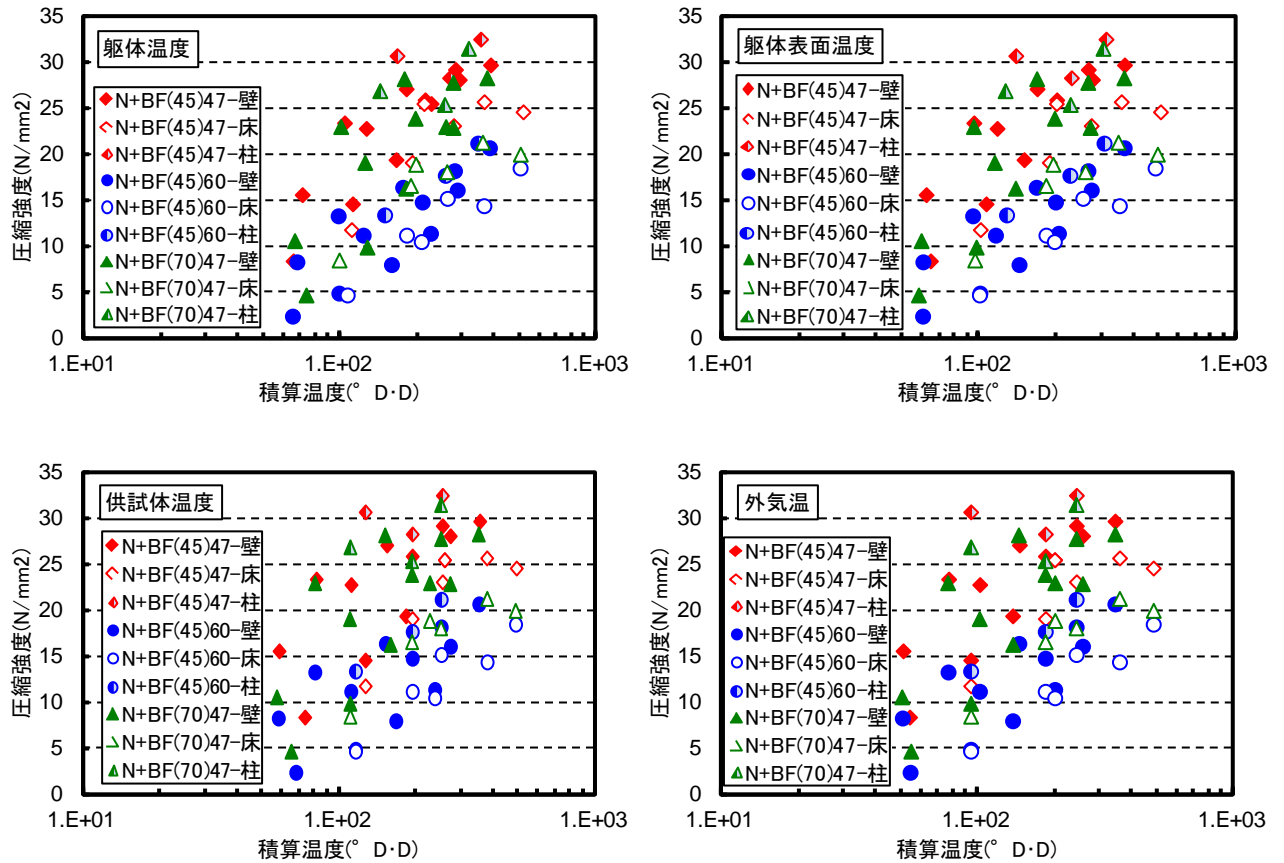 35
30
25
20
15
10
5
0
圧縮強度(N/mm2)
躯体温度
N+BF(45)47-壁
N+BF(45)47-床
N+BF(45)47-柱
N+BF(45)60-壁
N+BF(45)60-床
N+BF(45)60-柱
N+BF(70)47-壁
N+BF(70)47-床
N+BF(70)47-柱
1.E+01 1.E+02 1.E+03
積算温度(°D・D)
35
30
25
20
15
10
5
0
圧縮強度(N/mm2)
躯体表面温度
N+BF(45)47-壁
N+BF(45)47-床
N+BF(45)47-柱
N+BF(45)60-壁
N+BF(45)60-床
N+BF(45)60-柱
N+BF(70)47-壁
N+BF(70)47-床
N+BF(70)47-柱
1.E+01 1.E+02 1.E+03
積算温度(°D・D)
35
30
25
20
15
10
5
0
圧縮強度(N/mm2)
供試体温度
N+BF(45)47-壁
N+BF(45)47-床
N+BF(45)47-柱
N+BF(45)60-壁
N+BF(45)60-床
N+BF(45)60-柱
N+BF(70)47-壁
N+BF(70)47-床
N+BF(70)47-柱
1.E+01 1.E+02 1.E+03
積算温度(°D・D)
35
30
25
20
15
10
5
0
圧縮強度(N/mm2)
外気温
N+BF(45)47-壁
N+BF(45)47-床
N+BF(45)47-柱
N+BF(45)60-壁
N+BF(45)60-床
N+BF(45)60-柱
N+BF(70)47-壁
N+BF(70)47-床
N+BF(70)47-柱
1.E+01 1.E+02 1.E+03
積算温度(°D・D)